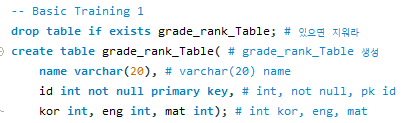 -- Basic Training 1
drop table if exists grade_rank_Table; # 있으면 지워라
create table grade_rank_Table( # grade_rank_Table 생성
name varchar(20), # varchar(20) name
id int not null primary key, # int, not null, pk id
kor int, eng int, mat int); # int kor, eng, mat